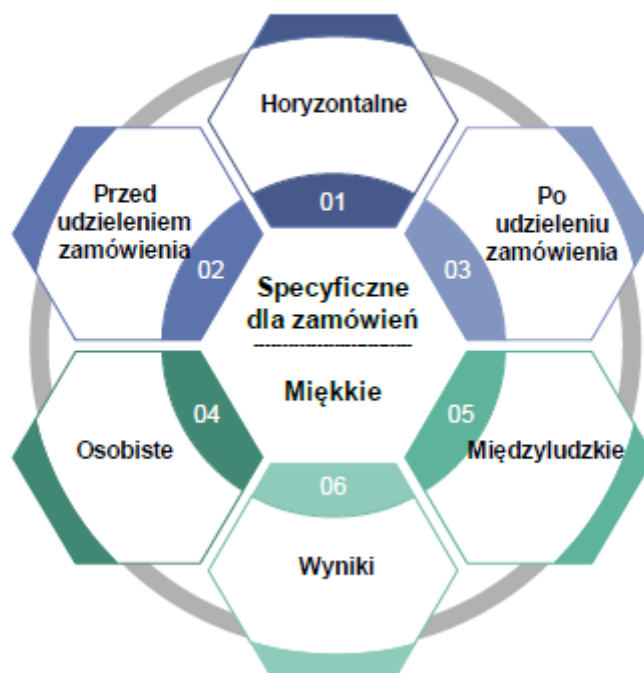 Horyzontalne
01
Przed
udzieleniem
zamówienia
02
Po
udzieleniu
zamówienia
03
Specyficzne
dla zamówień
Miękkie
Osobiste
04
05
Międzyludzkie
06
Wyniki